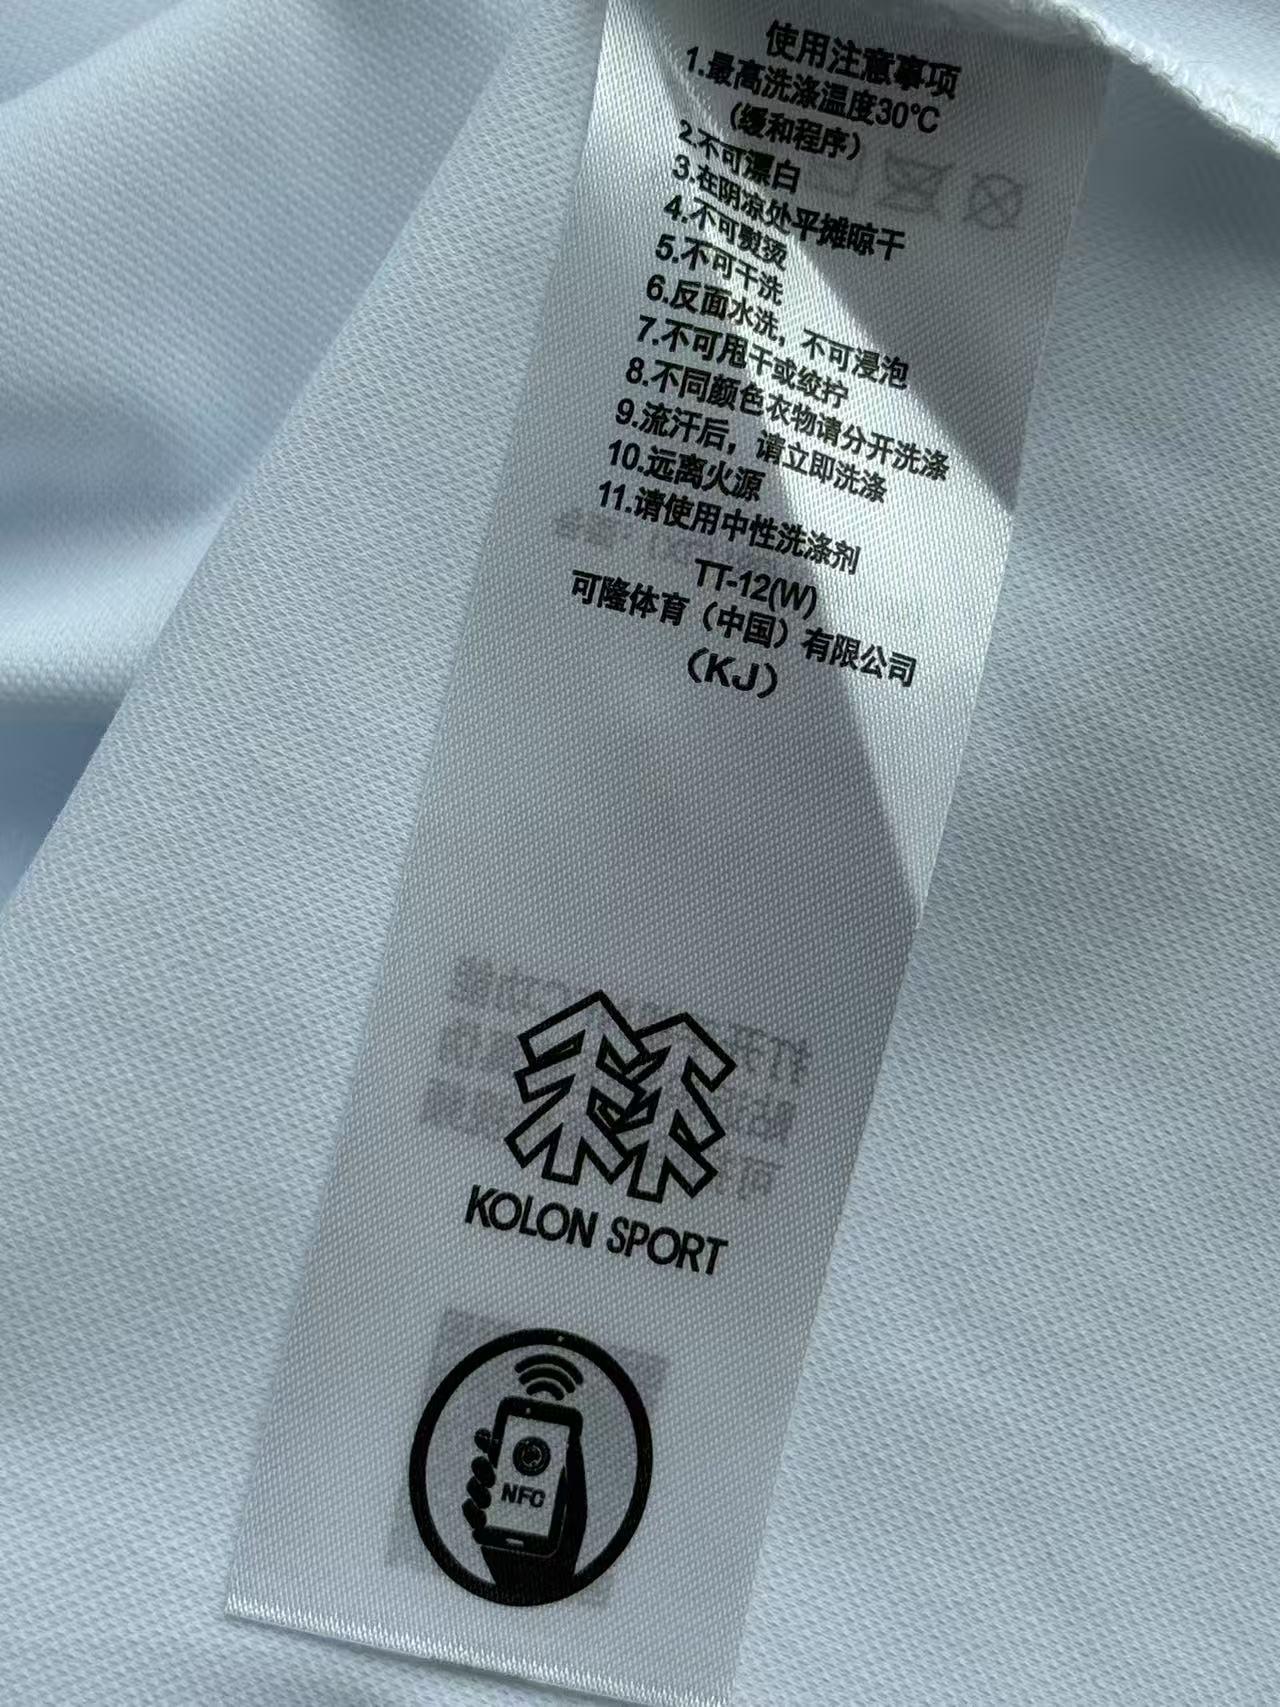 使用注意事项
1.最高洗涤温度30°C
(缓和程序)
2.不可漂白
3.在阴凉处平摊晾干
4.不可熨烫
5.不可干洗
6.反面水洗，不可浸泡
7.不可甩干或绞拧
8.不同颜色衣物请分开洗涤
9.流汗后，请立即洗涤
10.远离火源
11.请使用中性洗涤剂
TT-12(W)
可隆体育（中国）有限公司
（KJ）
KOLON SPORT
NFC